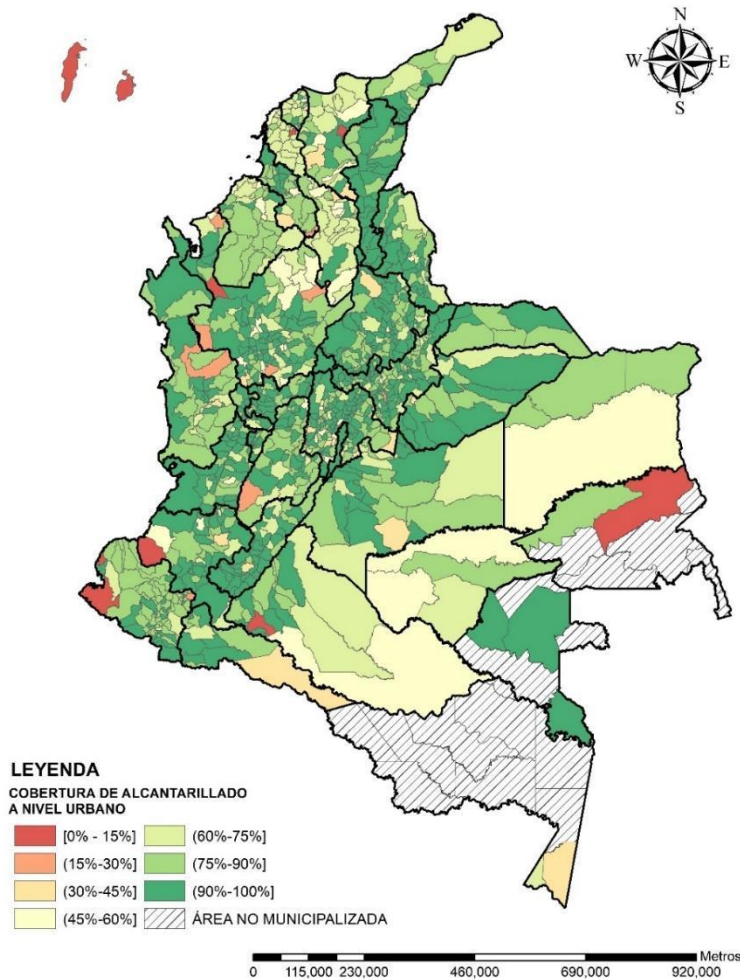 N
W E
S
LEYENDA
COBERTURA DE ALCANTARILLADO
A NIVEL URBANO
[0% - 15%] (60%-75%]
(15%-30%] (75%-90%]
(30%-45%] (90%-100%]
(45%-60%] ÁREA NO MUNICIPALIZADA
Metros
0 115,000 230,000 460,000 690,000 920,000